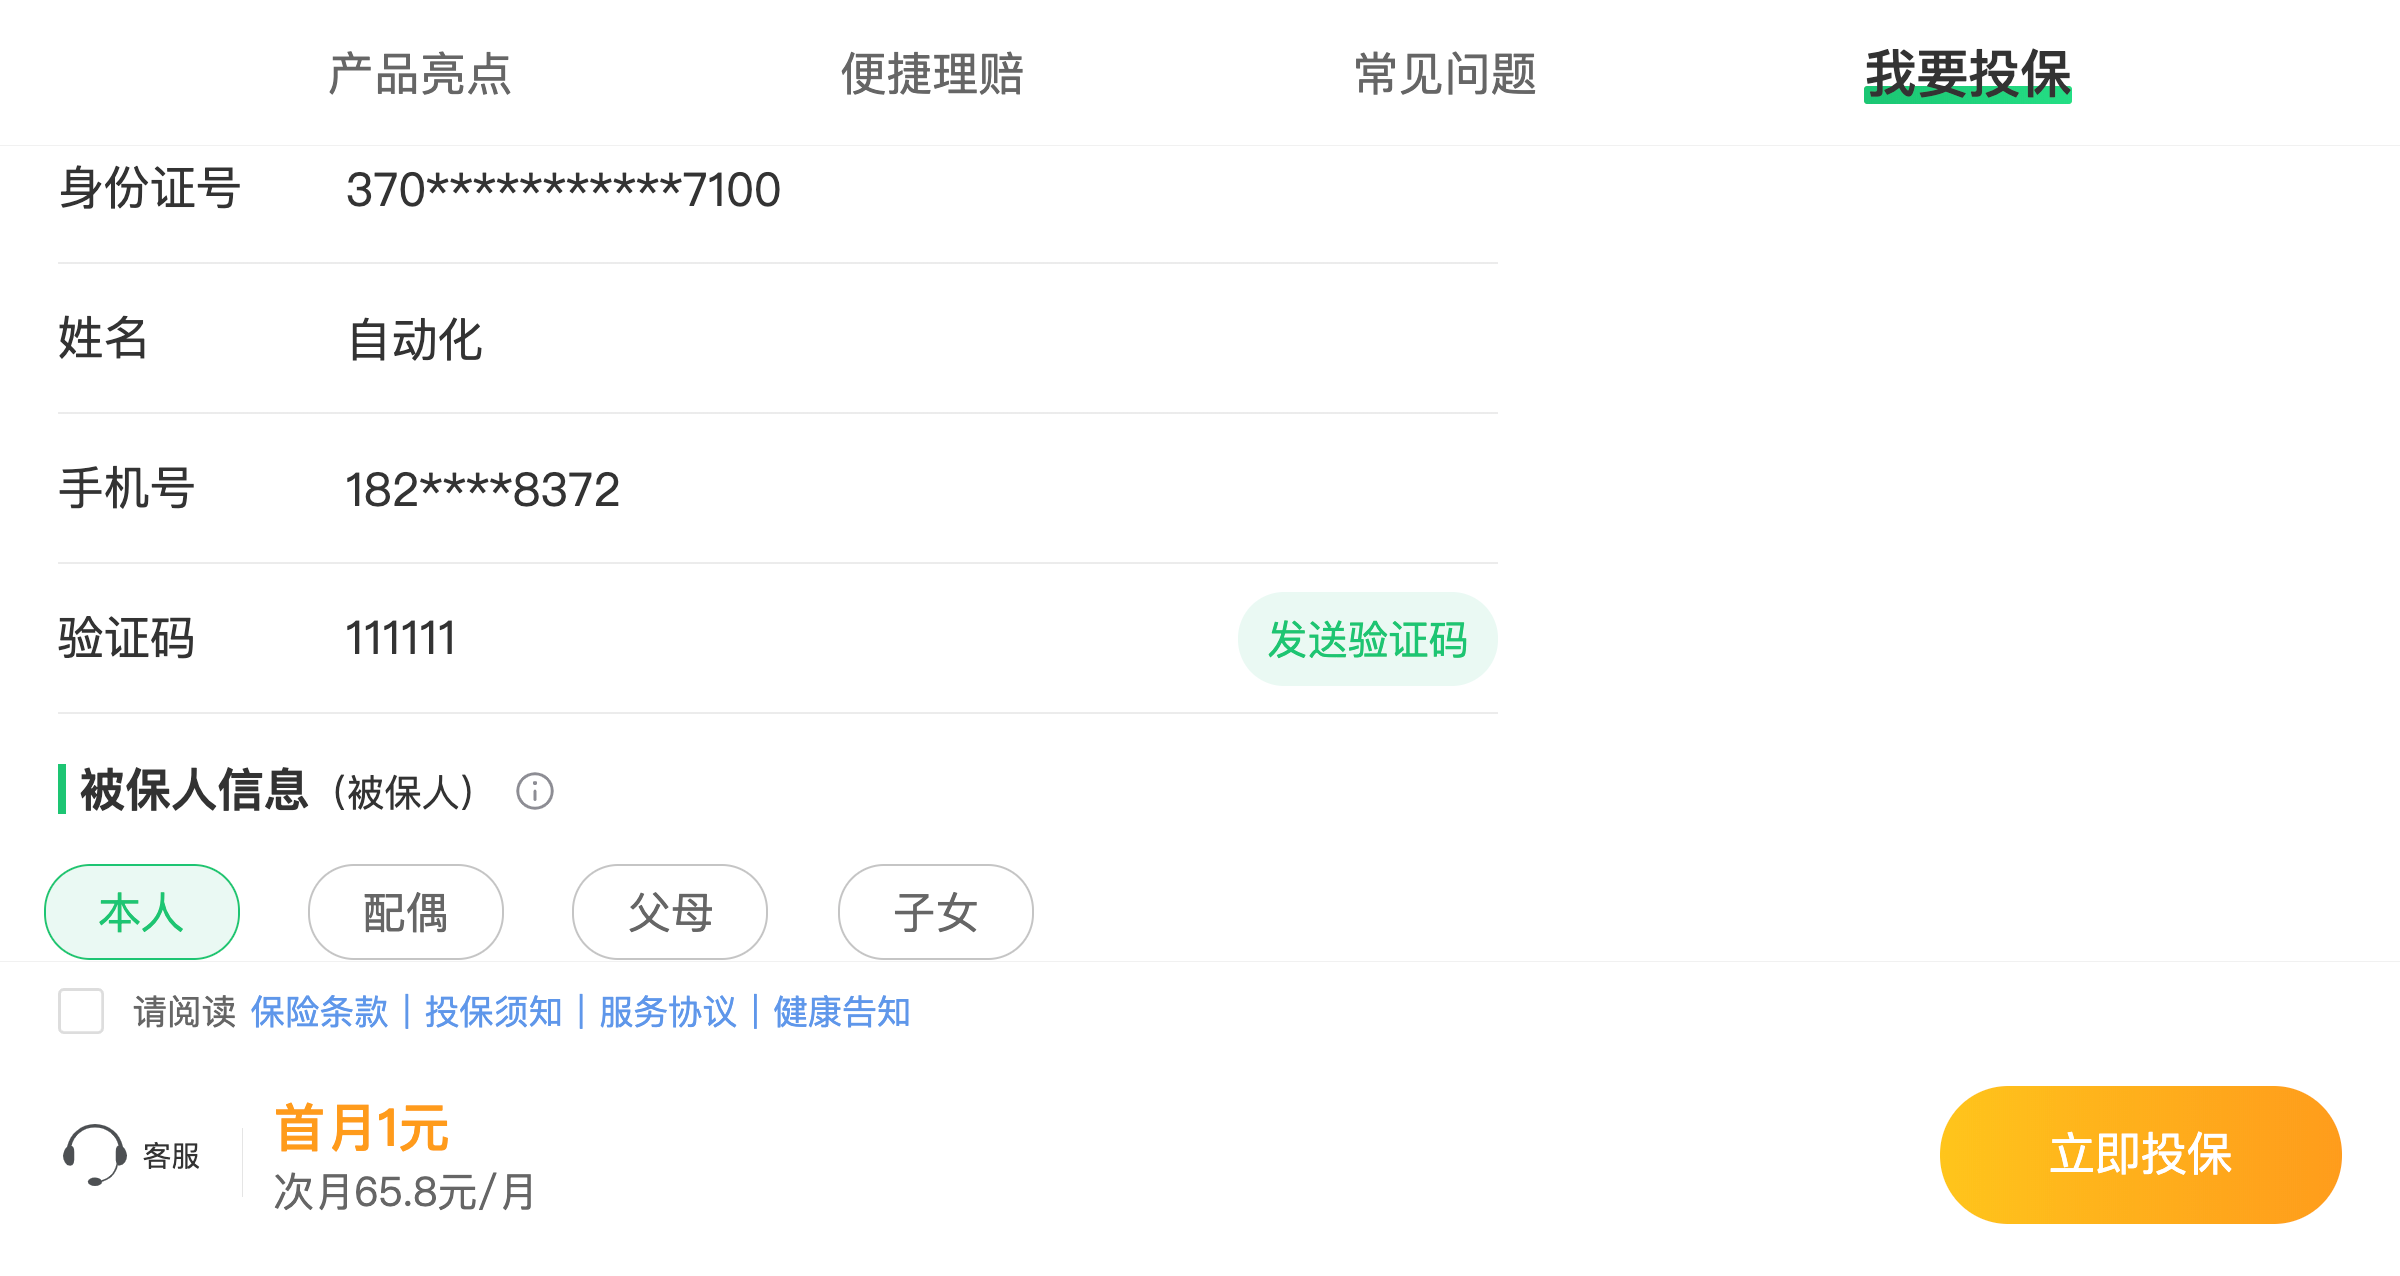 产品亮点 便捷理赔 常见问题 我要投保
身份证号 370***********7100
姓名 自动化
手机号 182****8372
验证码 111111 发送验证码
被保人信息（被保人）
本人 配偶 父母 子女
请阅读 保险条款 | 投保须知 | 服务协议 | 健康告知
首月1元
客服
次月65.8元/月
立即投保